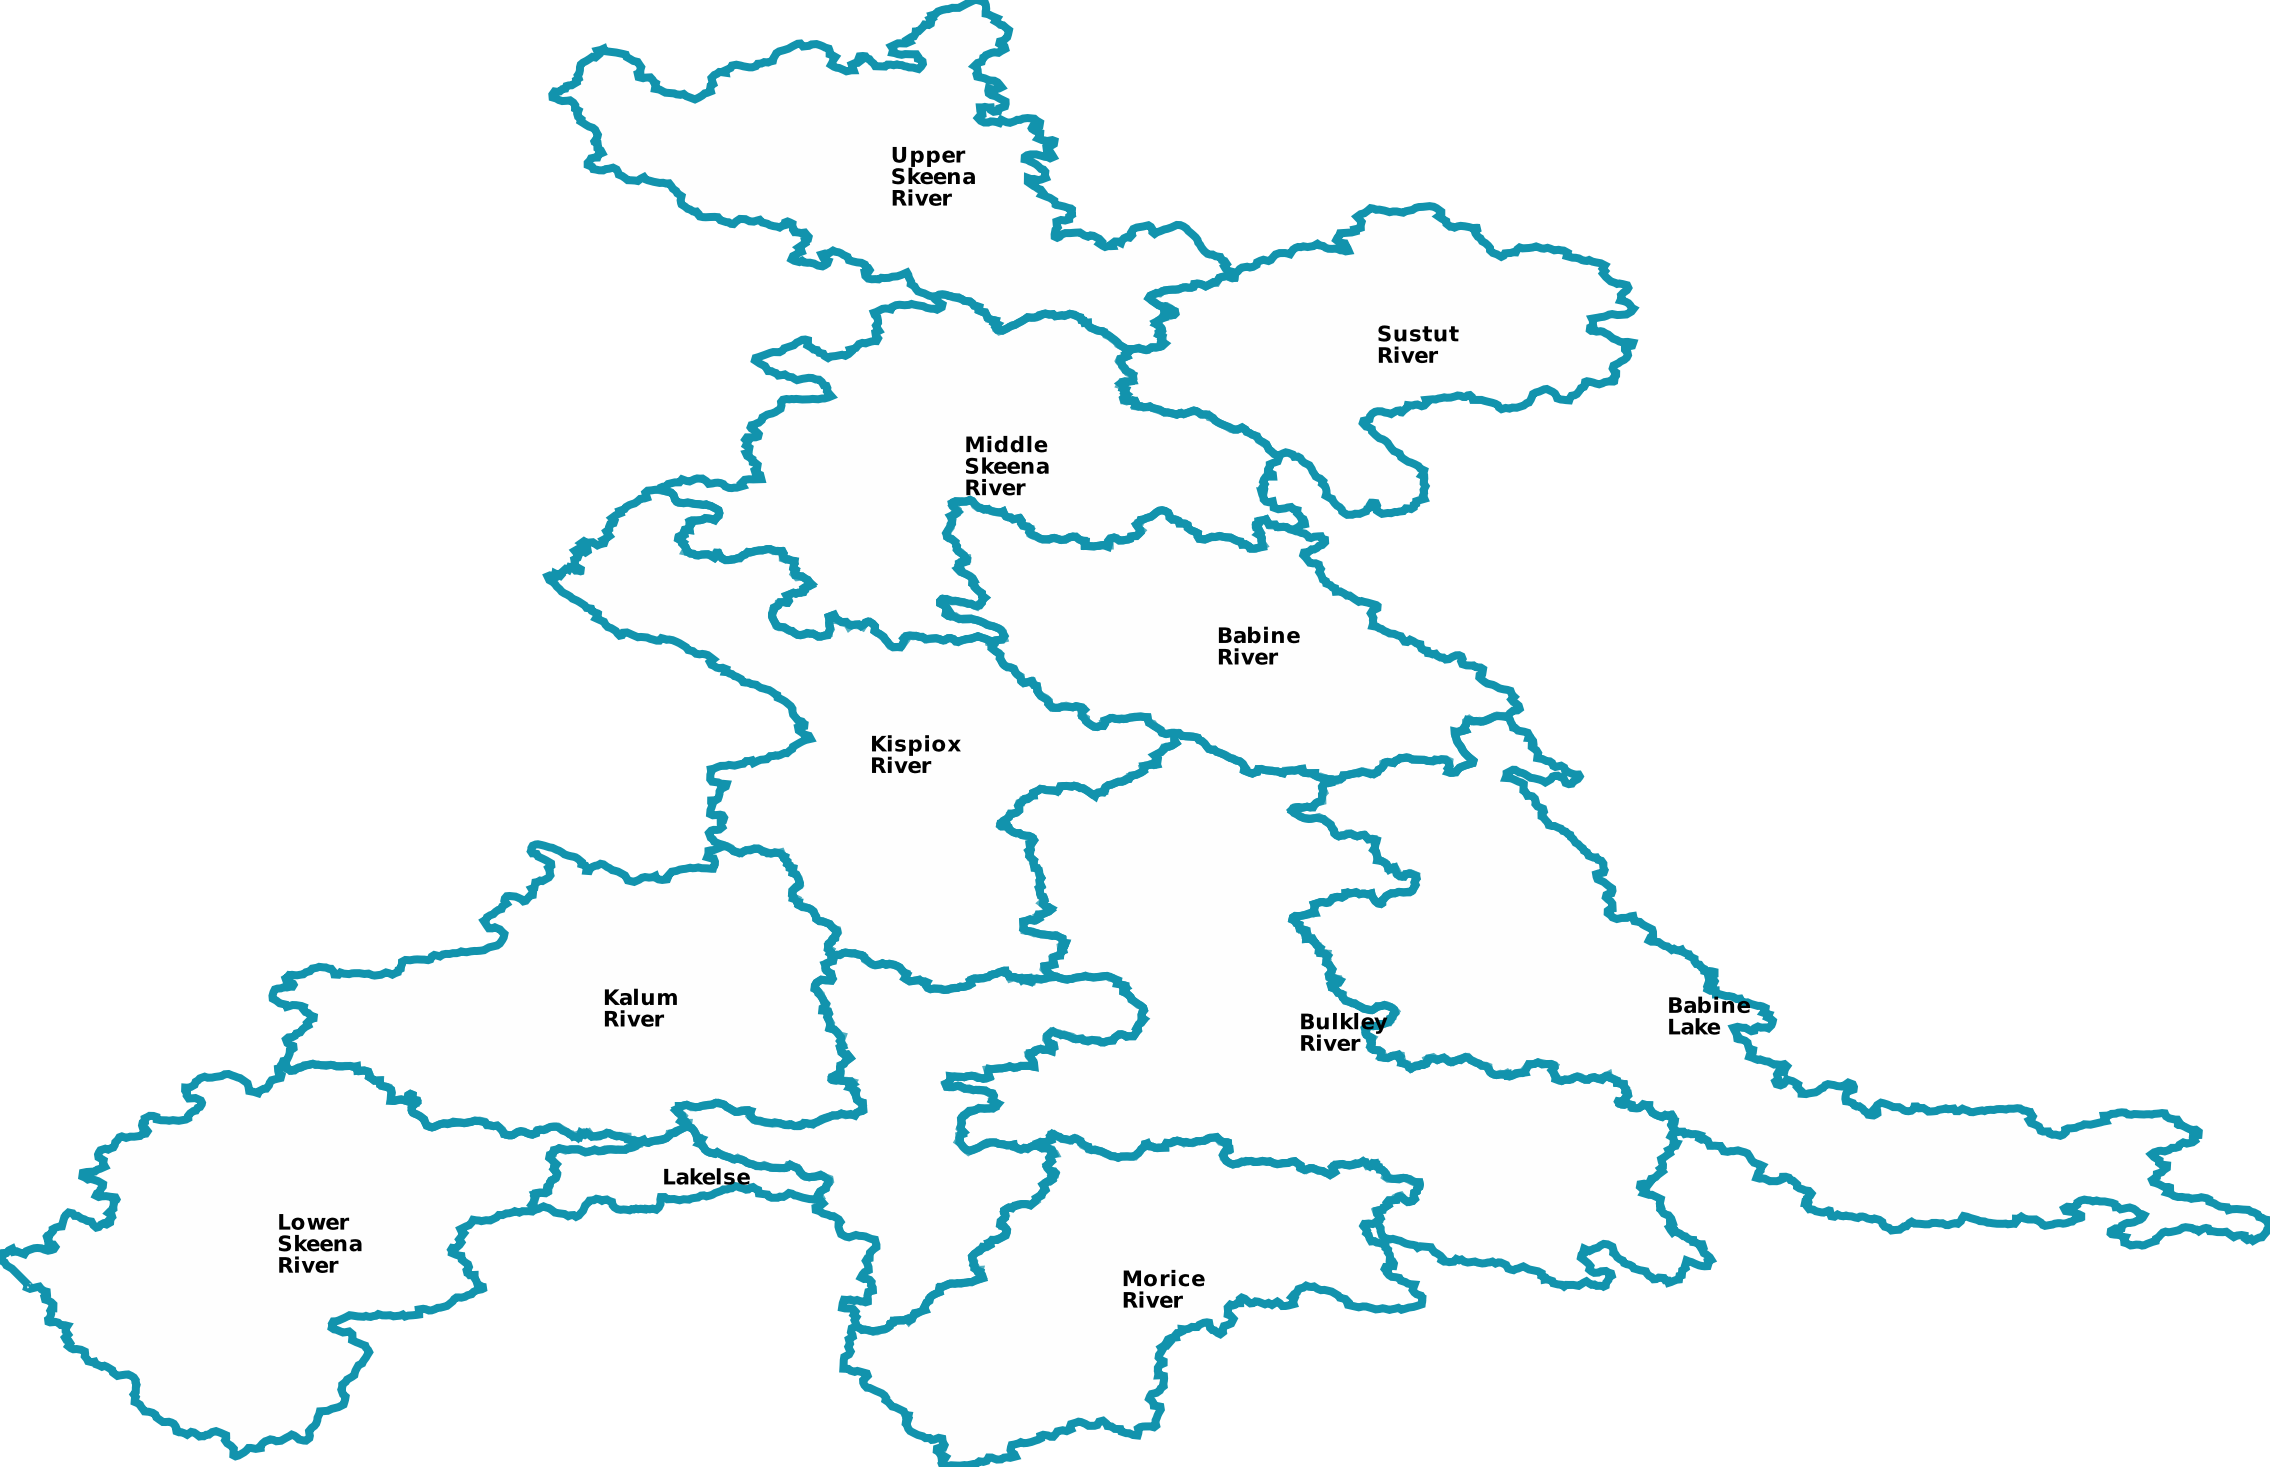 Upper
Skeena
River
Sustut
River
Middle
Skeena
River
Babine
River
Kispiox
River
Kalum
River
Bulkley
River
Babine
Lake
Lakelse
Lower
Skeena
River
Morice
River